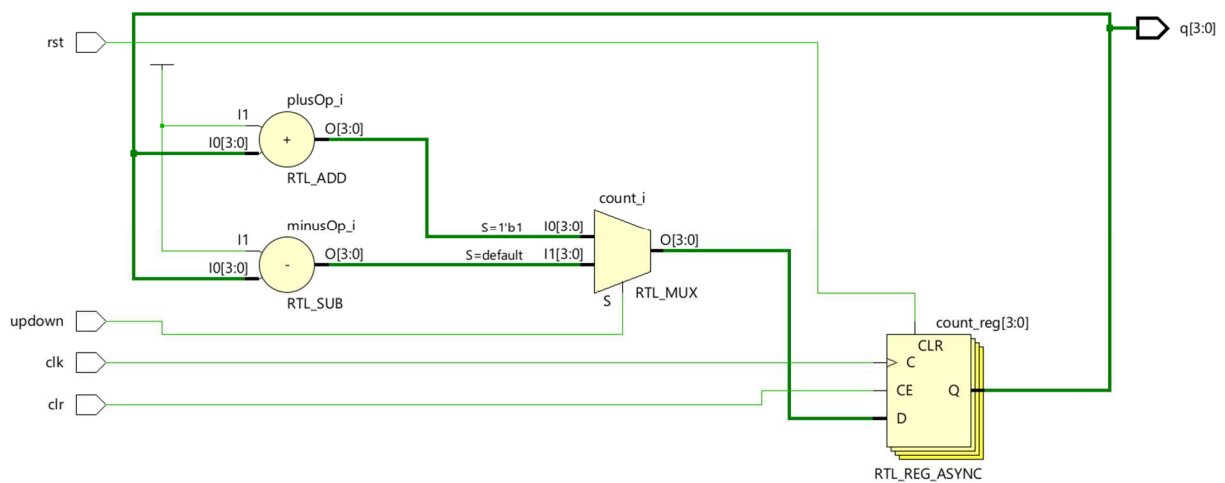 q[3:0]
rst
plusOp_i
I1
O[3:0]
I0[3:0]
+
RTL_ADD
count_i
minusOp_i
S=1'b1
I0[3:0]
I1
O[3:0]
O[3:0]
S=default
I1[3:0]
I0[3:0]
-
RTL_SUB
S
RTL_MUX
updown
count_reg[3:0]
CLR
clk
C
clr
CE
Q
D
RTL_REG_ASYNC